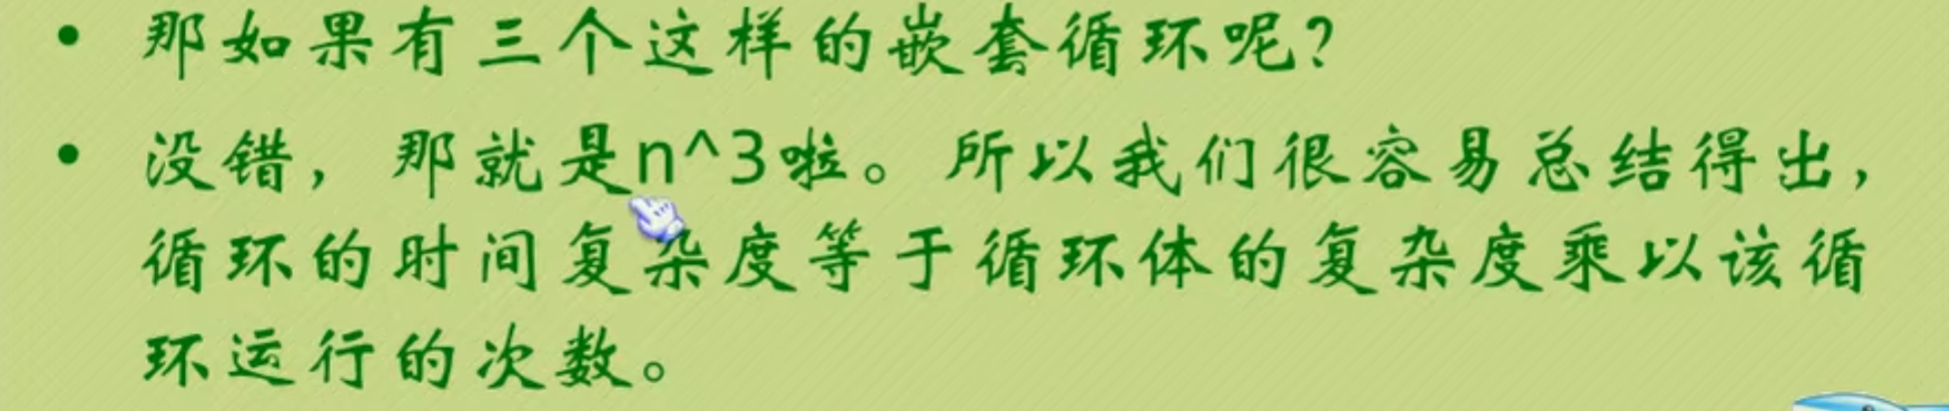 • 那如果有三个这样的嵌套循环呢?
• 没错，那就是n^3啦。所以我们很容易总结得出，
循环的时间复杂度等于循环体的复杂度乘以该循
环运行的次数。